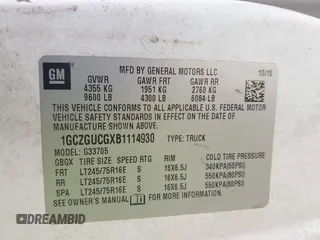 GM
MFD BY GENERAL MOTORS LLC
10/10
GVWR GAWR FRT GAWR RR
4355 KG 1951 KG 2760 KG
9600 LB 4300 LB 6084 LB
THIS VEHICLE CONFORMS TO ALL APPLICABLE U.S. FEDERAL MOTOR
VEHICLE SAFETY STANDARDS IN EFFECT ON THE DATE OF
MANUFACTURE SHOWN ABOVE.
1GCZGUCGXB1114930 TYPE: TRUCK
MODEL: G33705
GBGX TIRE SIZE SPEED RTG RIM COLD TIRE PRESSURE
FRT LT245/75R16E S 16X6.5J 340KPA(50PSI)
RR LT245/75R16E S 16X6.5J 550KPA(80PSI)
SPA LT245/75R16E S 16X6.5J 550KPA(80PSI)
SEE OWNER'S MANUAL FOR ADDITIONAL INFORMATION.
DREAMBID